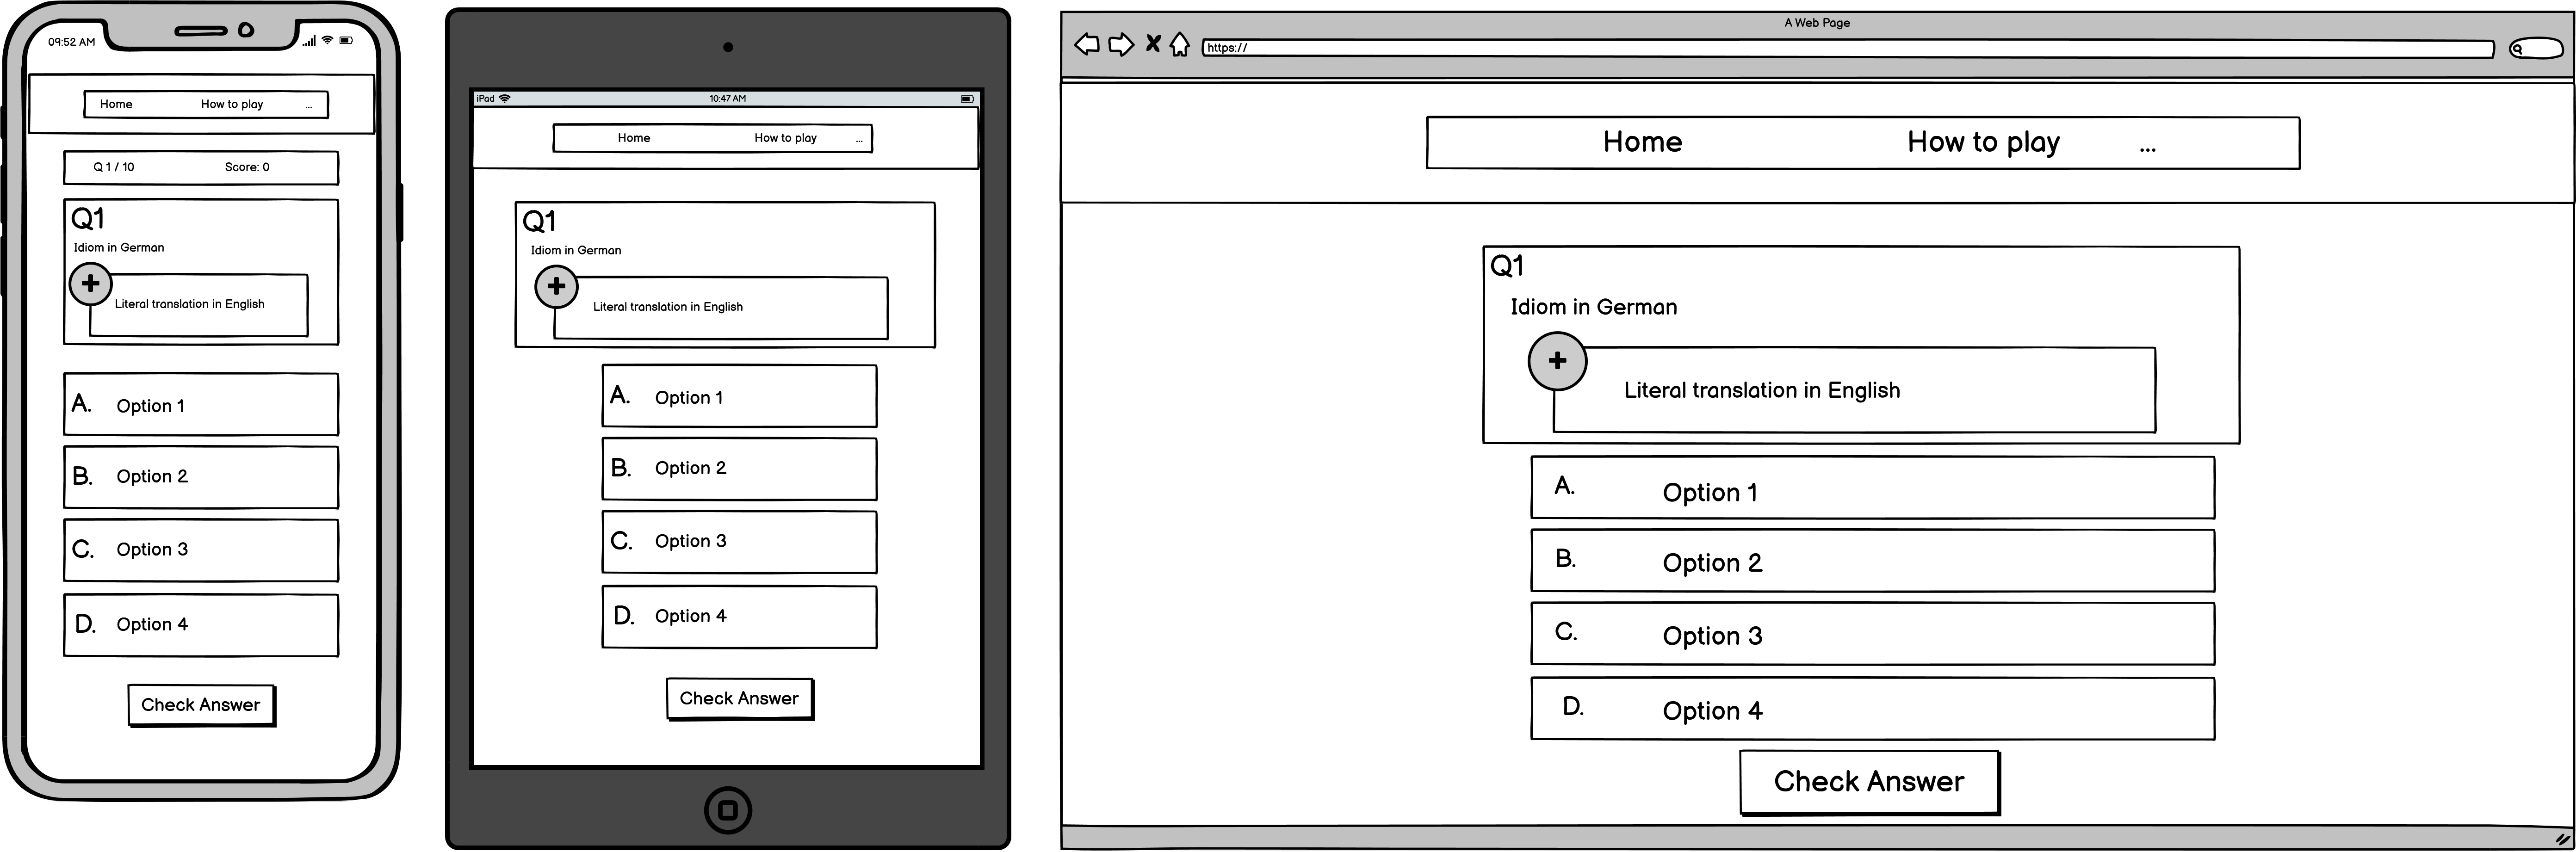 09:52 AM
Home How to play ...
Q 1 / 10 Score: 0
Q1
Idiom in German
Literal translation in English
A. Option 1
B. Option 2
C. Option 3
D. Option 4
Check Answer
iPad 10:47 AM
Home How to play ...
Q1
Idiom in German
Literal translation in English
A. Option 1
B. Option 2
C. Option 3
D. Option 4
Check Answer
A Web Page
https://
Home How to play ...
Q1
Idiom in German
Literal translation in English
A. Option 1
B. Option 2
C. Option 3
D. Option 4
Check Answer